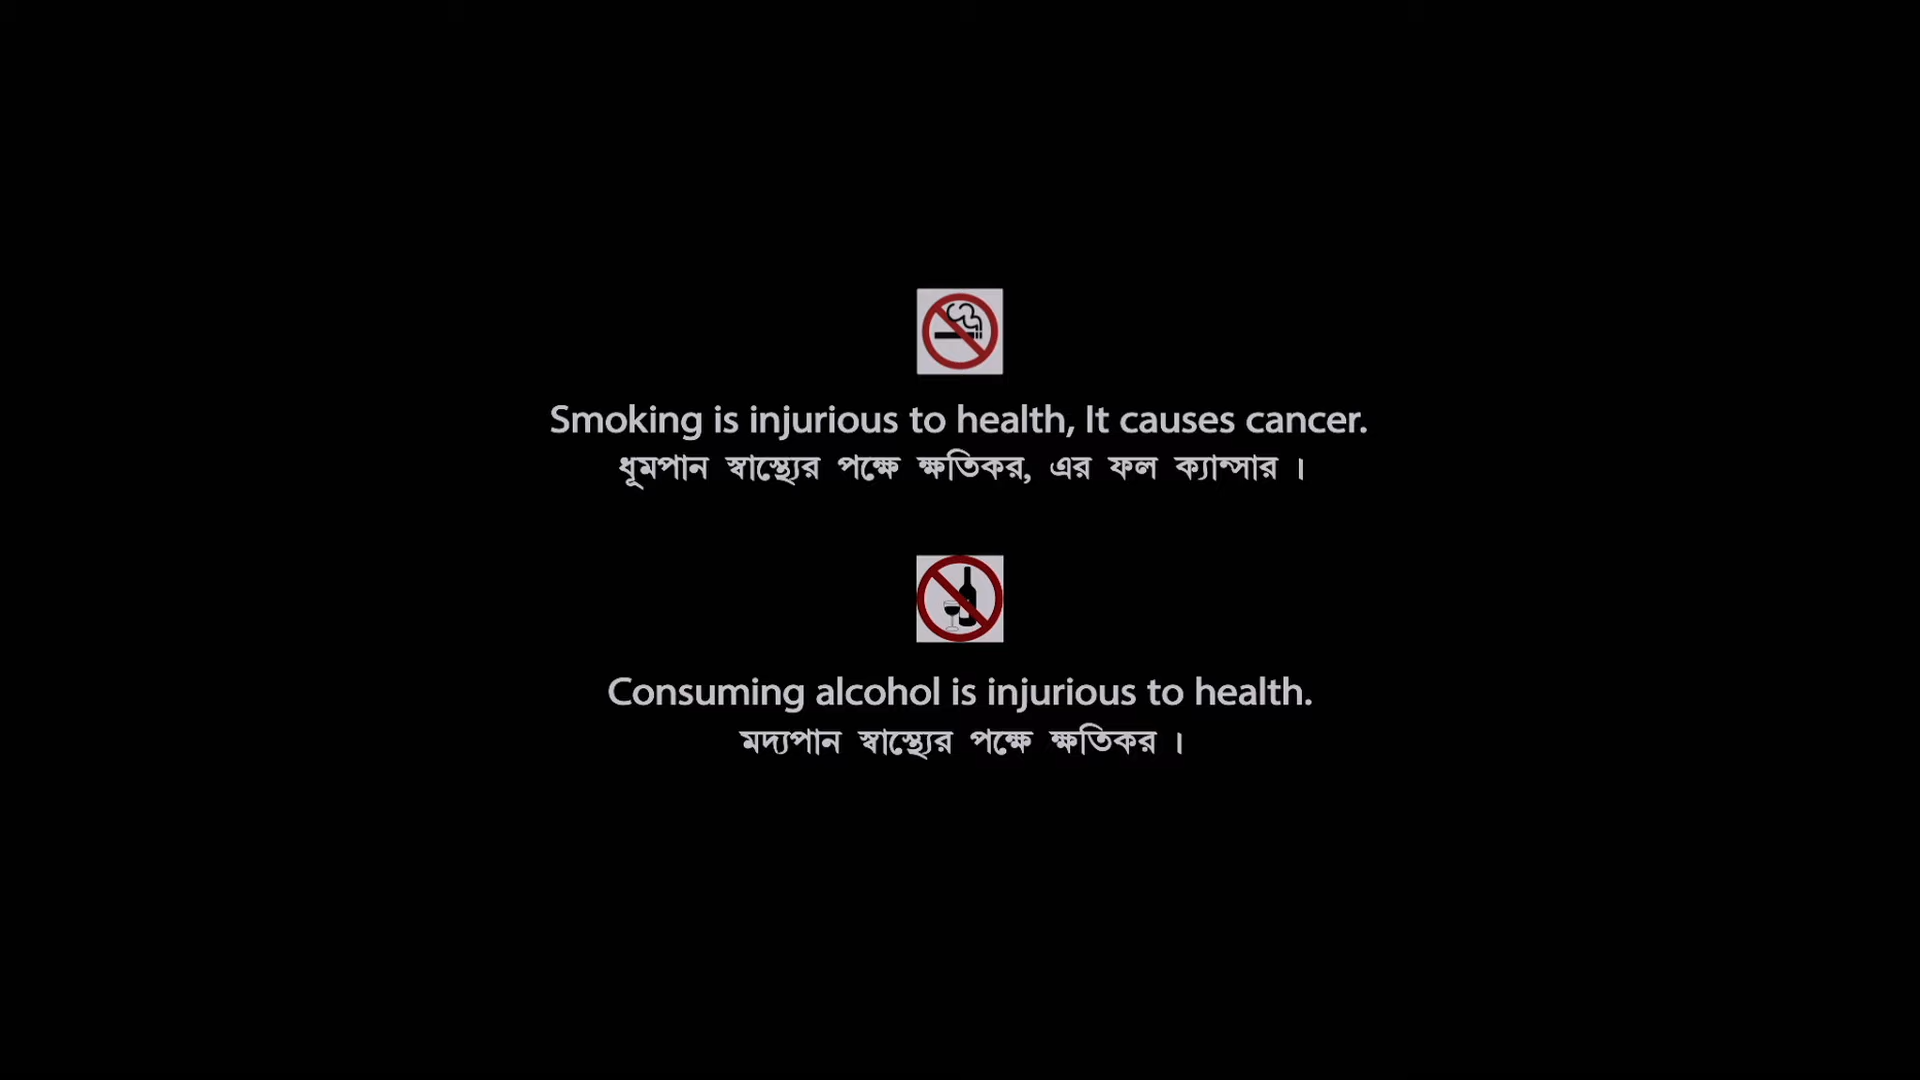 Smoking is injurious to health, It causes cancer.
ধূমপান স্বাস্থ্যের পক্ষে ক্ষতিকর, এর ফল ক্যান্সার ।
Consuming alcohol is injurious to health.
মদ্যপান স্বাস্থ্যের পক্ষে ক্ষতিকর ।